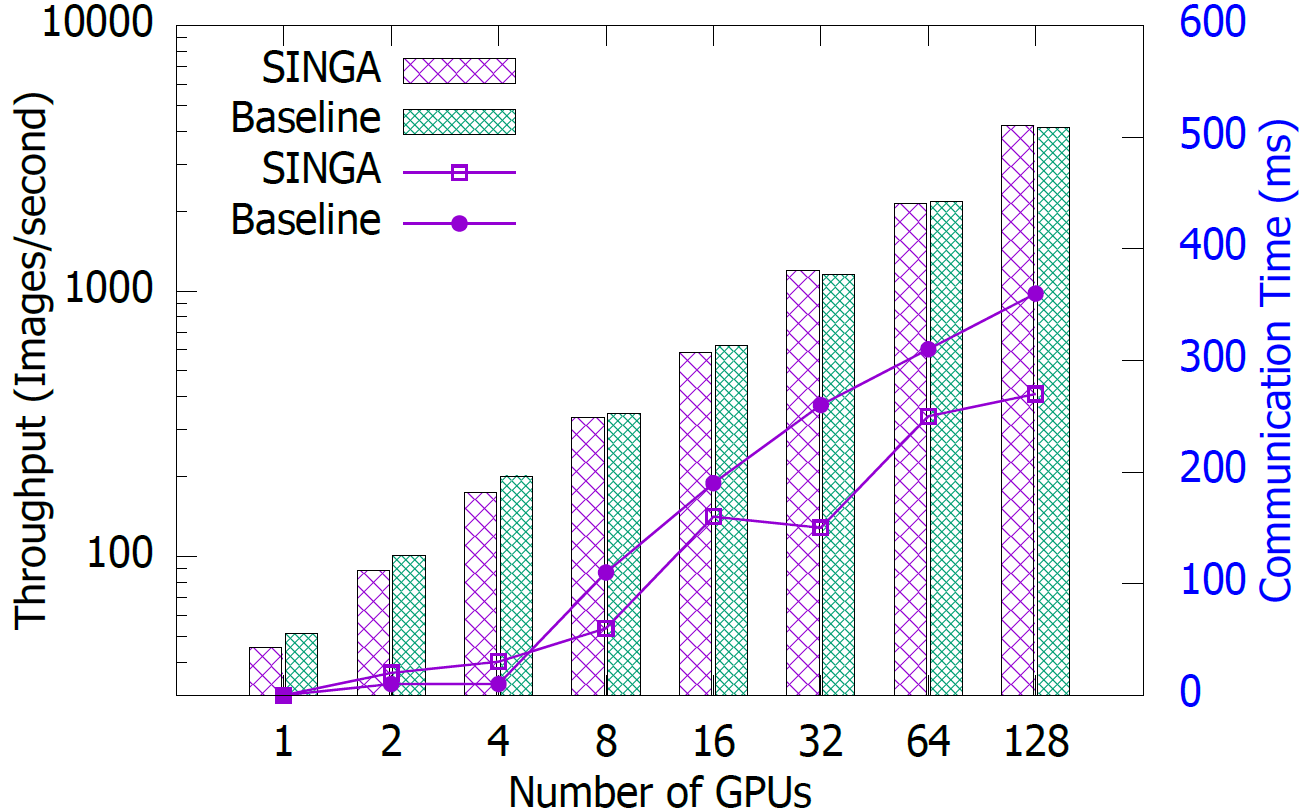 10000
1000
100
Throughput (Images/second)
SINGA
Baseline
SINGA
Baseline
600
500
400
300
200
100
0
Communication Time (ms)
1 2 4 8 16 32 64 128
Number of GPUs